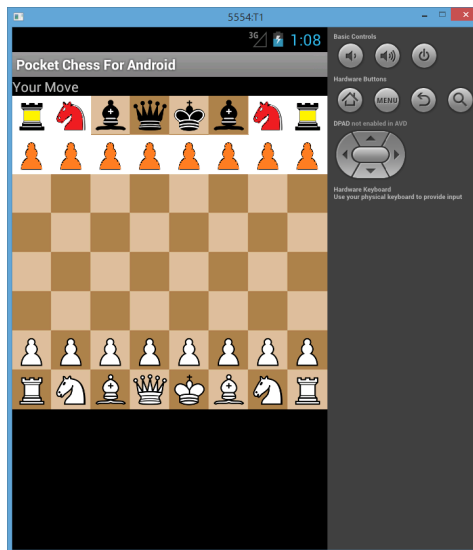 5554:T1
3G 1:08
Pocket Chess For Android
Your Move
Basic Controls
Hardware Buttons
MENU
DPAD not enabled in AVD
Hardware Keyboard
Use your physical keyboard to provide input